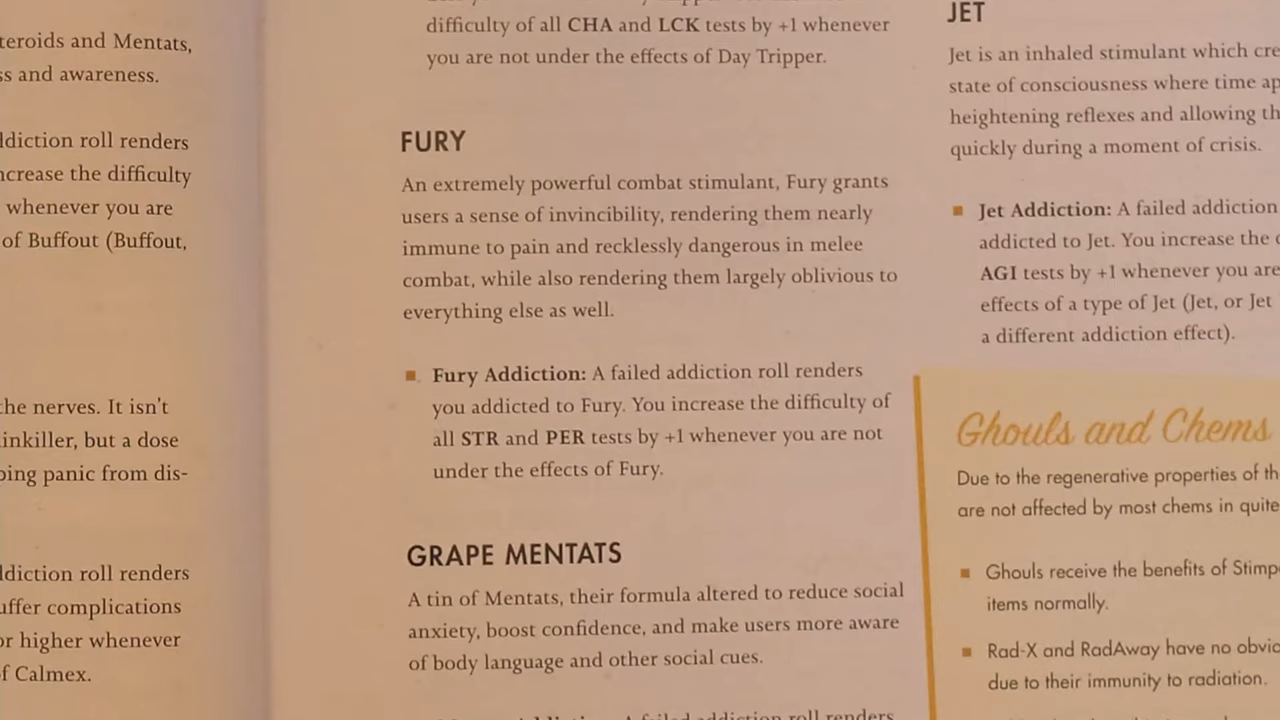 teroids and Mentats,
ss and awareness.
ddiction roll renders
ncrease the difficulty
whenever you are
of Buffout (Buffout,
the nerves. It isn't
inkiller, but a dose
ping panic from dis-
ddiction roll renders
uffer complications
or higher whenever
of Calmex.
difficulty of all CHA and LCK tests by +1 whenever
you are not under the effects of Day Tripper.
FURY
An extremely powerful combat stimulant, Fury grants
users a sense of invincibility, rendering them nearly
immune to pain and recklessly dangerous in melee
combat, while also rendering them largely oblivious to
everything else as well.
■ Fury Addiction: A failed addiction roll renders
you addicted to Fury. You increase the difficulty of
all STR and PER tests by +1 whenever you are not
under the effects of Fury.
GRAPE MENTATS
A tin of Mentats, their formula altered to reduce social
anxiety, boost confidence, and make users more aware
of body language and other social cues.
A failed addiction roll renders
JET
Jet is an inhaled stimulant which cre
state of consciousness where time ap
heightening reflexes and allowing th
quickly during a moment of crisis.
■ Jet Addiction: A failed addiction
addicted to Jet. You increase the
AGI tests by +1 whenever you are
effects of a type of Jet (Jet, or Jet
a different addiction effect).
Ghouls and Chems
Due to the regenerative properties of th
are not affected by most chems in quite
■ Ghouls receive the benefits of Stimp
items normally.
■ Rad-X and RadAway have no obvio
due to their immunity to radiation.